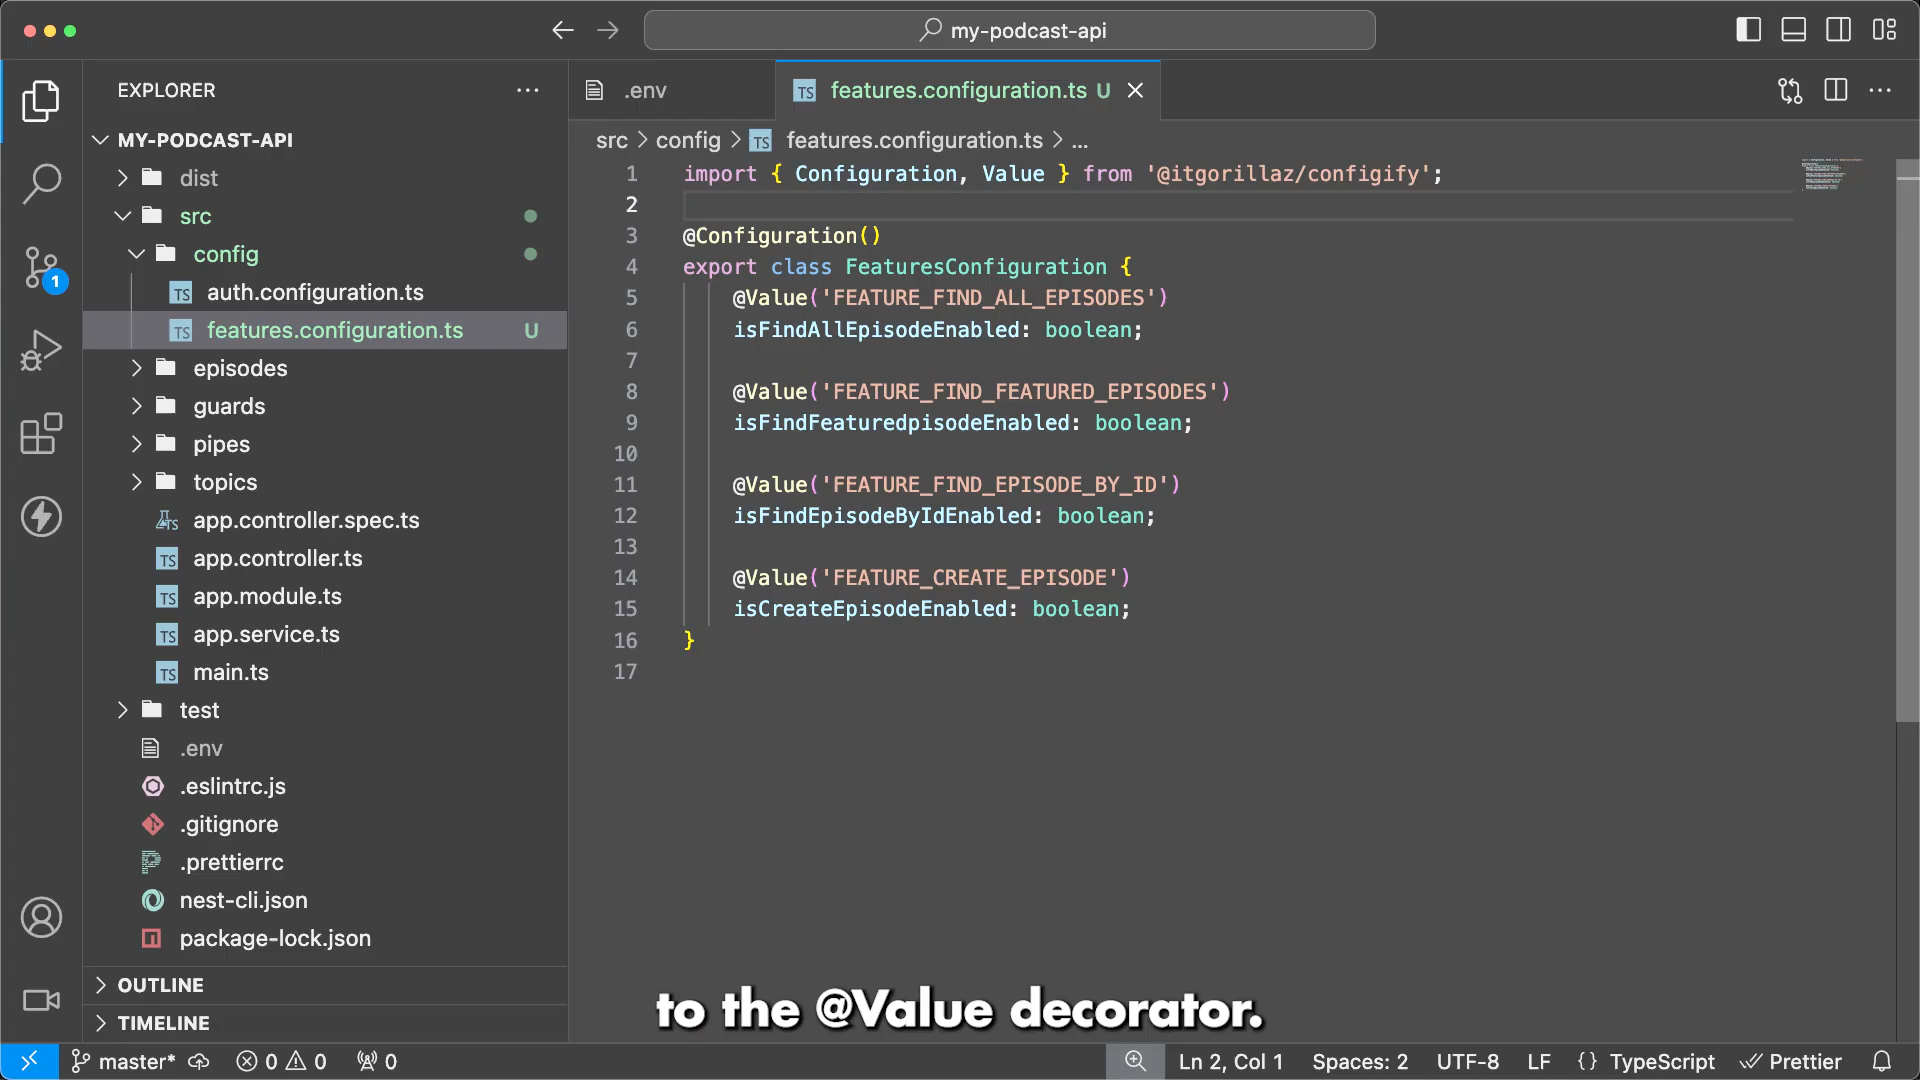 my-podcast-api
EXPLORER
MY-PODCAST-API
dist
src
config
auth.configuration.ts
features.configuration.ts U
episodes
guards
pipes
topics
app.controller.spec.ts
app.controller.ts
app.module.ts
app.service.ts
main.ts
test
.env
.eslintrc.js
.gitignore
.prettierrc
nest-cli.json
package-lock.json
OUTLINE
TIMELINE
1
.env
features.configuration.ts U
src > config > TS features.configuration.ts > ...
1 import { Configuration, Value } from '@itgorillaz/configify';
2
3 @Configuration()
4 export class FeaturesConfiguration {
5 @Value('FEATURE_FIND_ALL_EPISODES')
6 isFindAllEpisodeEnabled: boolean;
7
8 @Value('FEATURE_FIND_FEATURED_EPISODES')
9 isFindFeaturedpisodeEnabled: boolean;
10
11 @Value('FEATURE_FIND_EPISODE_BY_ID')
12 isFindEpisodeByIdEnabled: boolean;
13
14 @Value('FEATURE_CREATE_EPISODE')
15 isCreateEpisodeEnabled: boolean;
16 }
17
to the @Value decorator.
master* 0 0 0 Ln 2, Col 1 Spaces: 2 UTF-8 LF {} TypeScript Prettier